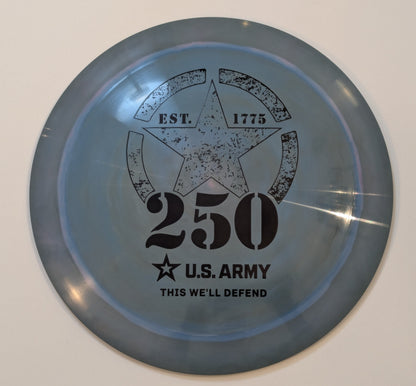 EST. 1775
250
U.S. ARMY
THIS WE'LL DEFEND